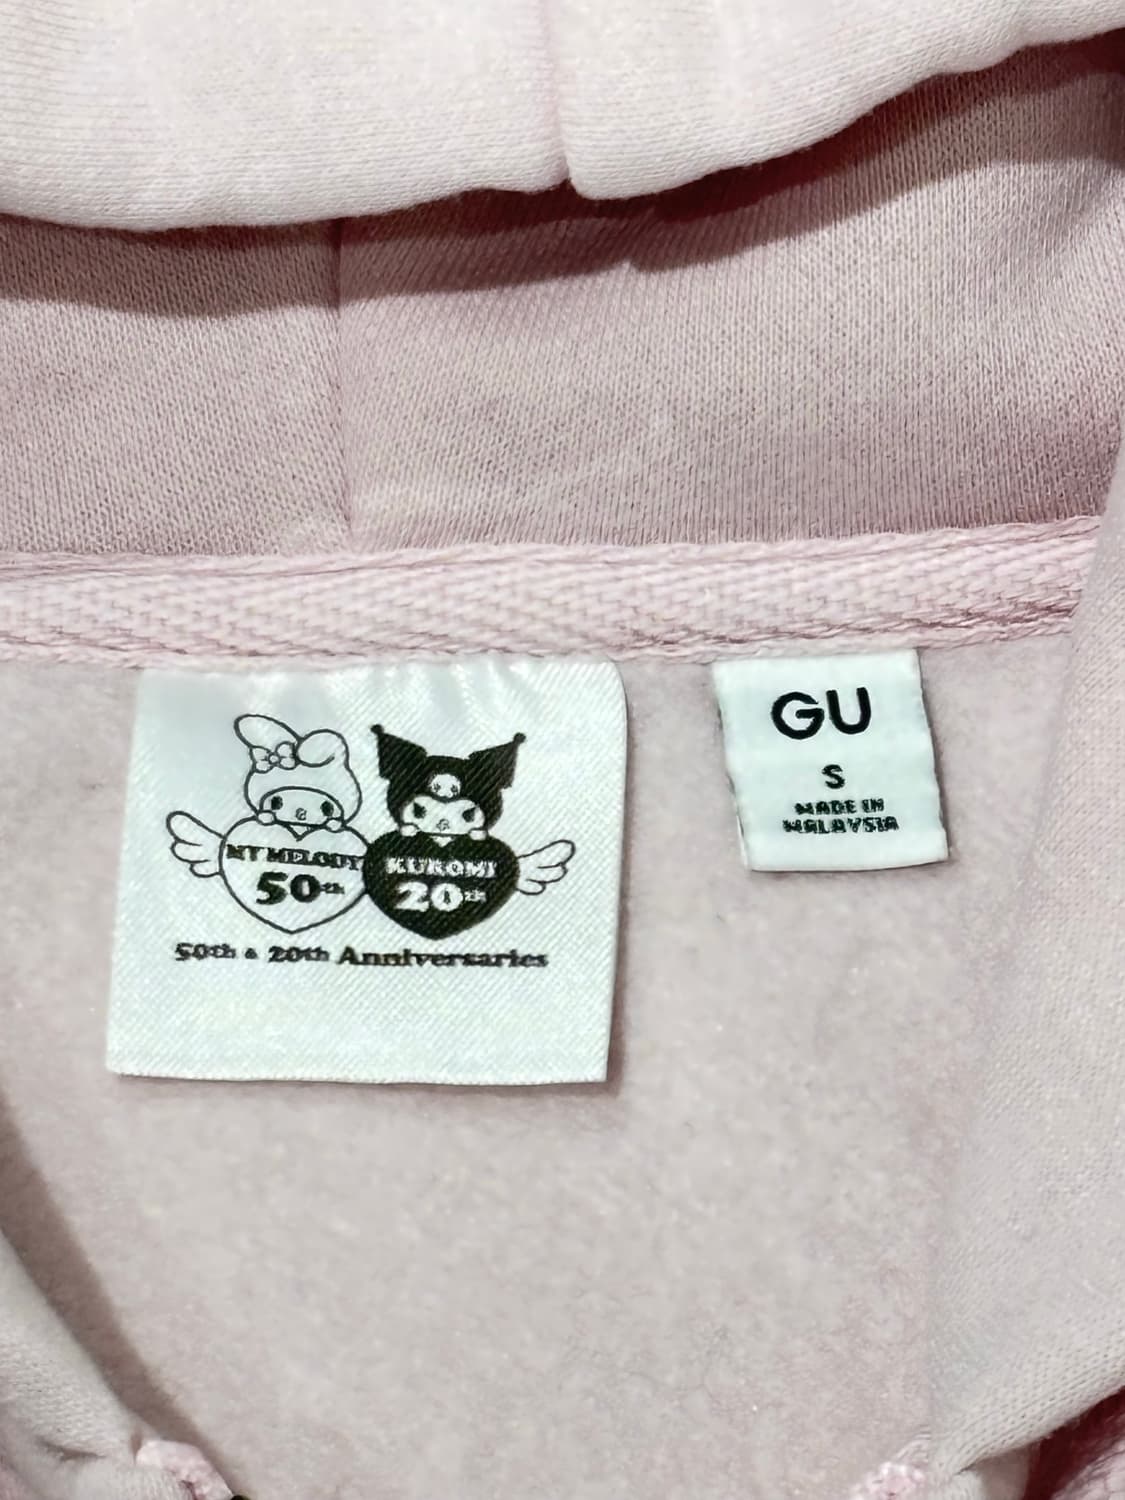 MY MELODY
50th
KUROMI
20th
50th & 20th Anniversaries
GU
S
MADE IN
MALAYSIA